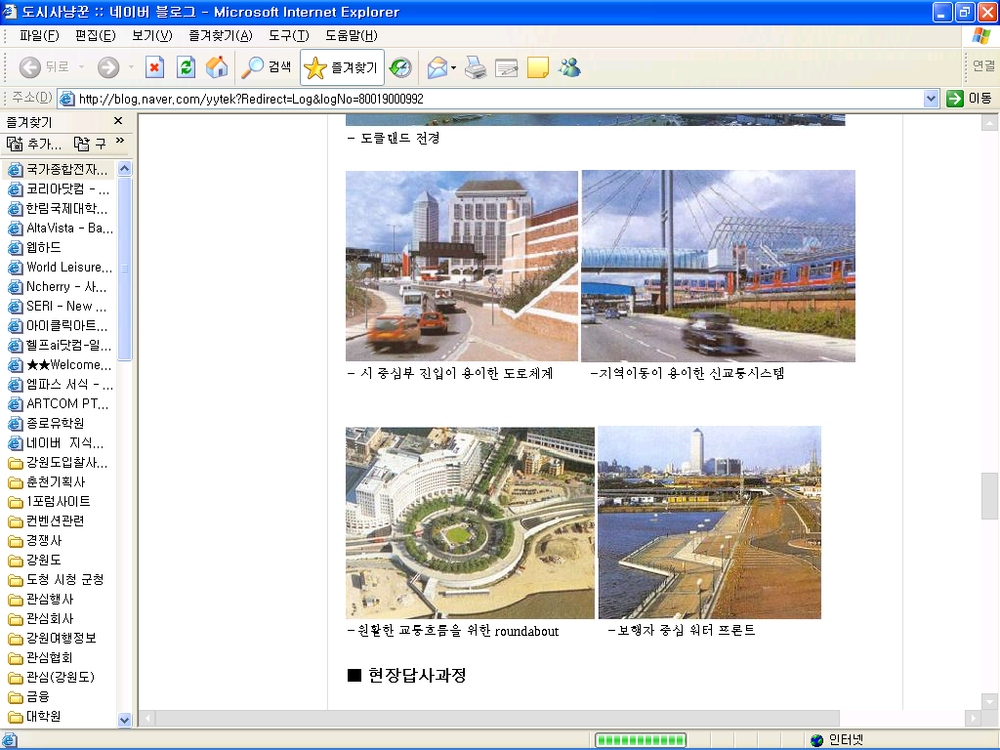 도시사냥꾼 :: 네이버 블로그 - Microsoft Internet Explorer
파일(F) 편집(E) 보기(V) 즐겨찾기(A) 도구(T) 도움말(H)
뒤로 검색 즐겨찾기 연결
주소(D) http://blog.naver.com/yytek?Redirect=Log&logNo=80019000992 이동
즐겨찾기
추가... 구 »
국가종합전자...
코리아닷컴 - ...
한림국제대학...
AltaVista - Ba...
웹하드
World Leisure...
Ncherry - 사...
SERI - New ...
아이클릭아트...
헬프ai닷컴-일...
★★Welcome...
엠파스 서식 - ...
ARTCOM PT...
종로유학원
네이버 지식...
강원도입찰사...
춘천기획사
1포럼사이트
컨벤션관련
경쟁사
강원도
도청 시청 군청
관심행사
관심회사
강원여행정보
관심협회
관심(강원도)
금융
대학원
- 도클랜드 전경
- 시 중심부 진입이 용이한 도로체계
-지역이동이 용이한 신교통시스템
-원활한 교통흐름을 위한 roundabout
-보행자 중심 워터 프론트
■ 현장답사과정
인터넷